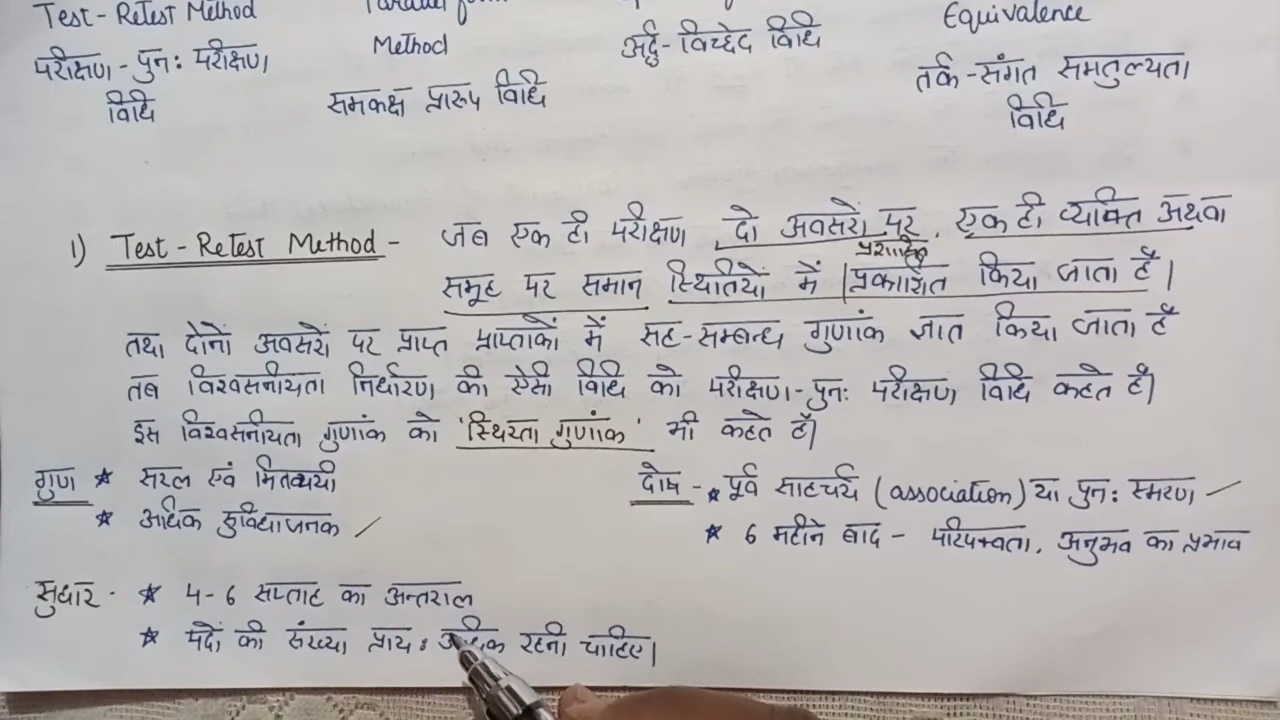 Test - ReTest Method
Method
Equivalence
परीक्षण - पुनः परीक्षण
विधि
समकक्ष प्रारूप विधि
अर्द्ध - विच्छेद विधि
तर्क - संगत समतुल्यता
विधि
1) Test - ReTest Method - जब एक ही परीक्षण दो अवसरों पर, एक ही व्यक्ति अथवा
समूह पर समान स्थितियों में प्रकाशित किया जाता है।
तथा दोनों अवसरों पर प्राप्त प्राप्ताकों में सह-सम्बन्ध गुणांक ज्ञात किया जाता है
तब विश्वसनीयता निर्धारण की ऐसी विधि को परीक्षण-पुनः परीक्षण विधि कहते हैं।
इस विश्वसनीयता गुणांक को 'स्थिरता गुणांक' भी कहते हैं।
गुण ★ सरल एवं मितव्ययी
★ अधिक सुविधाजनक
दोष - ★ पूर्व साहचर्य (association) या पुनः स्मरण
★ 6 महीने बाद - परिपक्वता, अनुभव का प्रभाव
सुधार - ★ 4-6 सप्ताह का अन्तराल
★ पदों की संख्या प्रायः अधिक रहनी चाहिए।